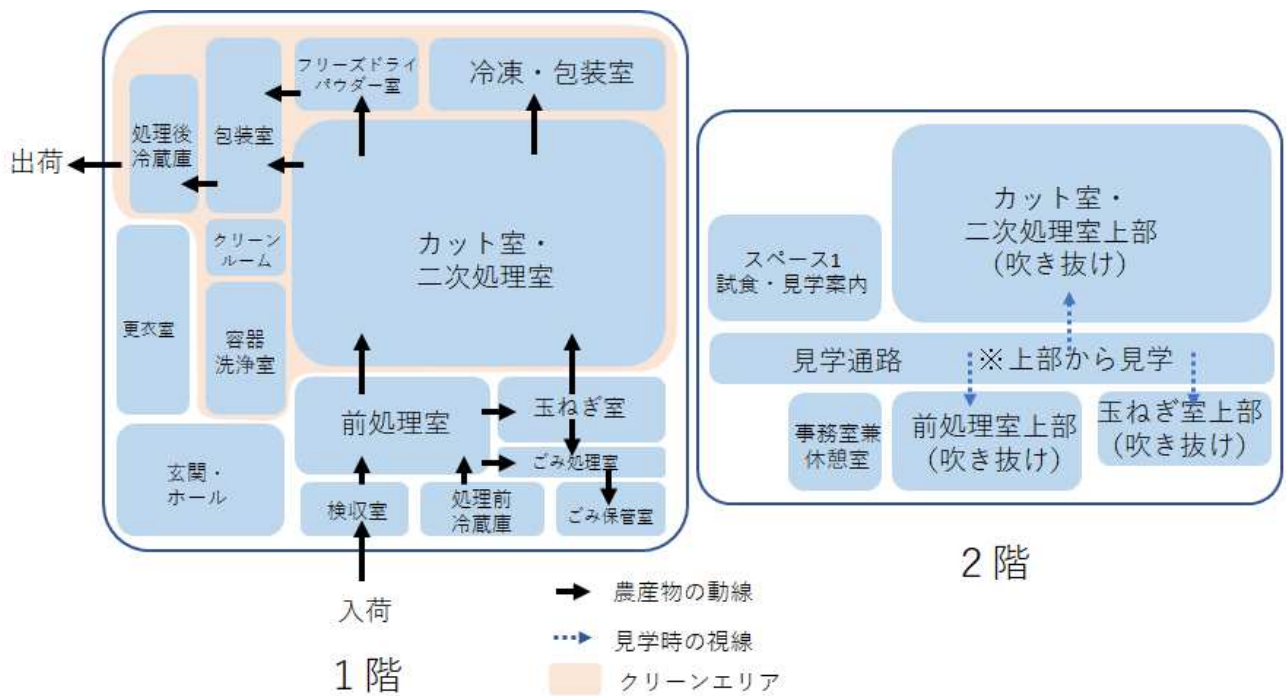 フリーズドライ
パウダー室
冷凍・包装室
処理後
冷蔵庫
包装室
出荷
クリーン
ルーム
カット室・
二次処理室
更衣室
容器
洗浄室
前処理室
玉ねぎ室
ごみ処理室
玄関・
ホール
検収室
処理前
冷蔵庫
ごみ保管室
入荷
1階
カット室・
二次処理室上部
(吹き抜け)
スペース1
試食・見学案内
見学通路 ※上部から見学
事務室兼
休憩室
前処理室上部
(吹き抜け)
玉ねぎ室上部
(吹き抜け)
2階
農産物の動線
見学時の視線
クリーンエリア